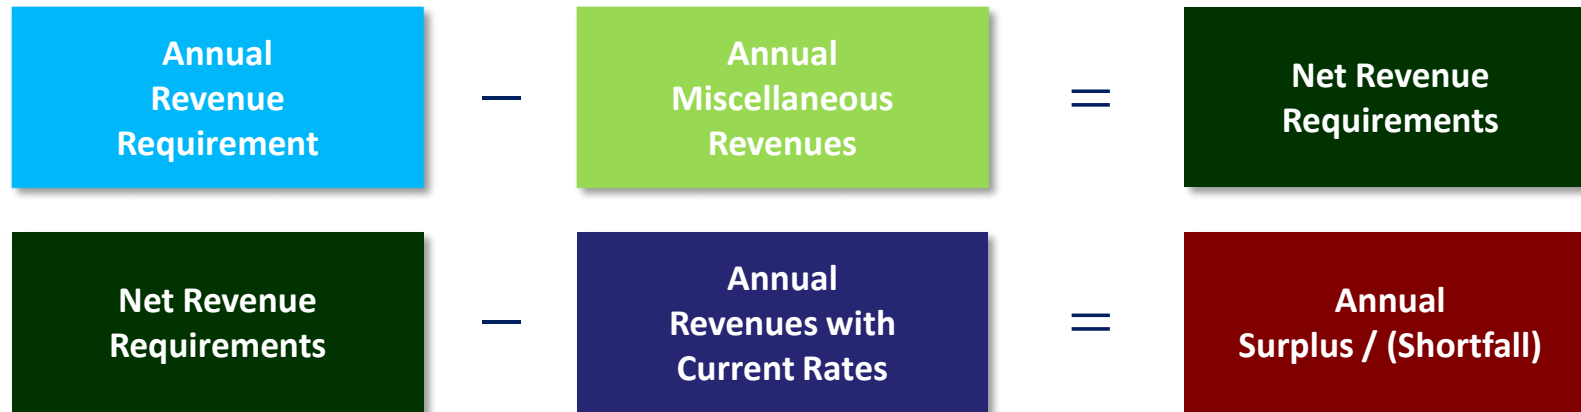 Annual
Revenue
Requirement
—
Annual
Miscellaneous
Revenues
=
Net Revenue
Requirements
Net Revenue
Requirements
—
Annual
Revenues with
Current Rates
=
Annual
Surplus / (Shortfall)